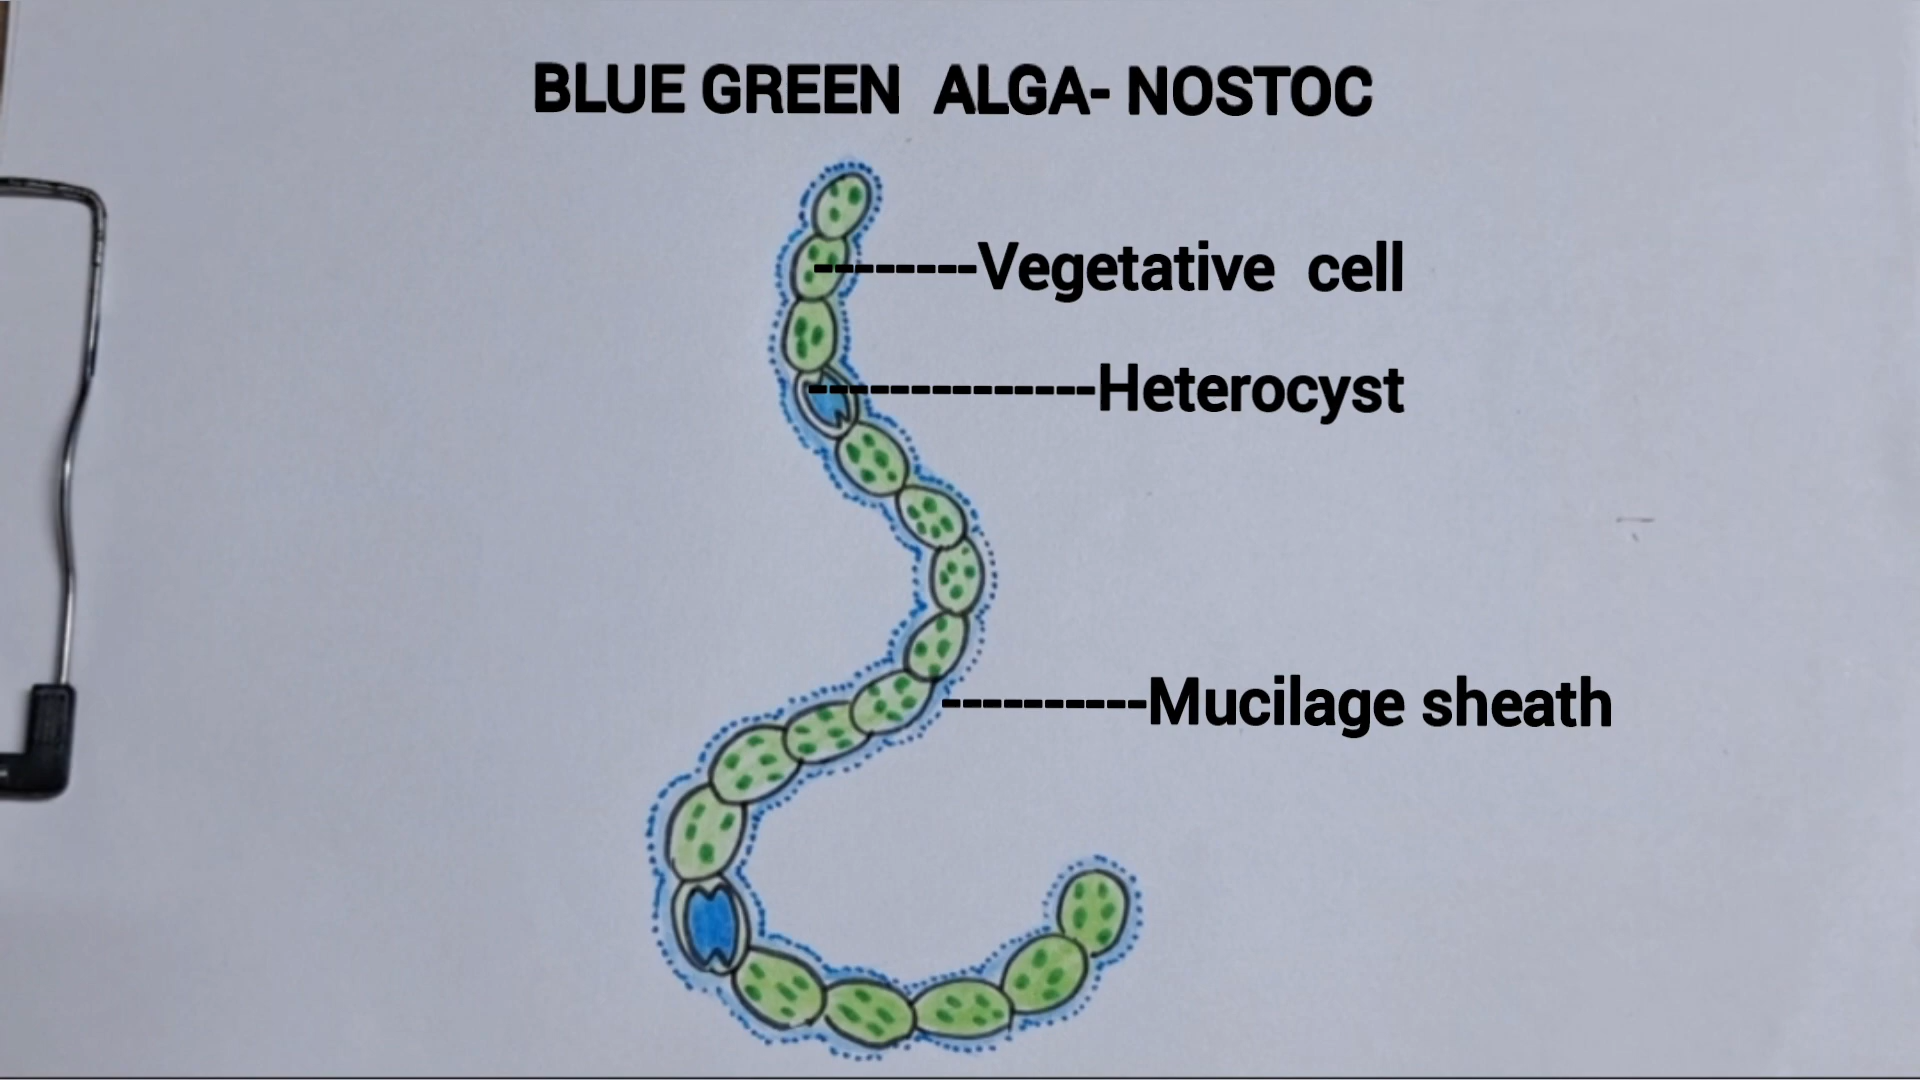 BLUE GREEN ALGA- NOSTOC
Vegetative cell
Heterocyst
Mucilage sheath